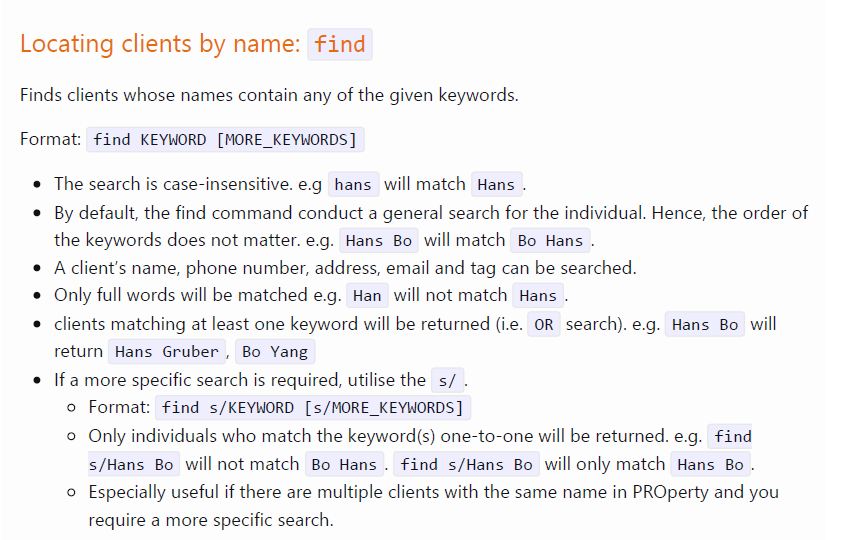 Locating clients by name: find
Finds clients whose names contain any of the given keywords.
Format: find KEYWORD [MORE_KEYWORDS]
• The search is case-insensitive. e.g hans will match Hans .
• By default, the find command conduct a general search for the individual. Hence, the order of
the keywords does not matter. e.g. Hans Bo will match Bo Hans .
• A client’s name, phone number, address, email and tag can be searched.
• Only full words will be matched e.g. Han will not match Hans .
• clients matching at least one keyword will be returned (i.e. OR search). e.g. Hans Bo will
return Hans Gruber , Bo Yang
• If a more specific search is required, utilise the s/ .
◦ Format: find s/KEYWORD [s/MORE_KEYWORDS]
◦ Only individuals who match the keyword(s) one-to-one will be returned. e.g. find
s/Hans Bo will not match Bo Hans . find s/Hans Bo will only match Hans Bo .
◦ Especially useful if there are multiple clients with the same name in PROperty and you
require a more specific search.